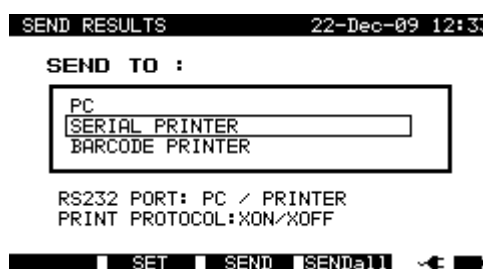 SEND RESULTS 22-Dec-09 12:33
SEND TO :
PC
SERIAL PRINTER
BARCODE PRINTER
RS232 PORT: PC / PRINTER
PRINT PROTOCOL:XON/XOFF
SET SEND SENDall